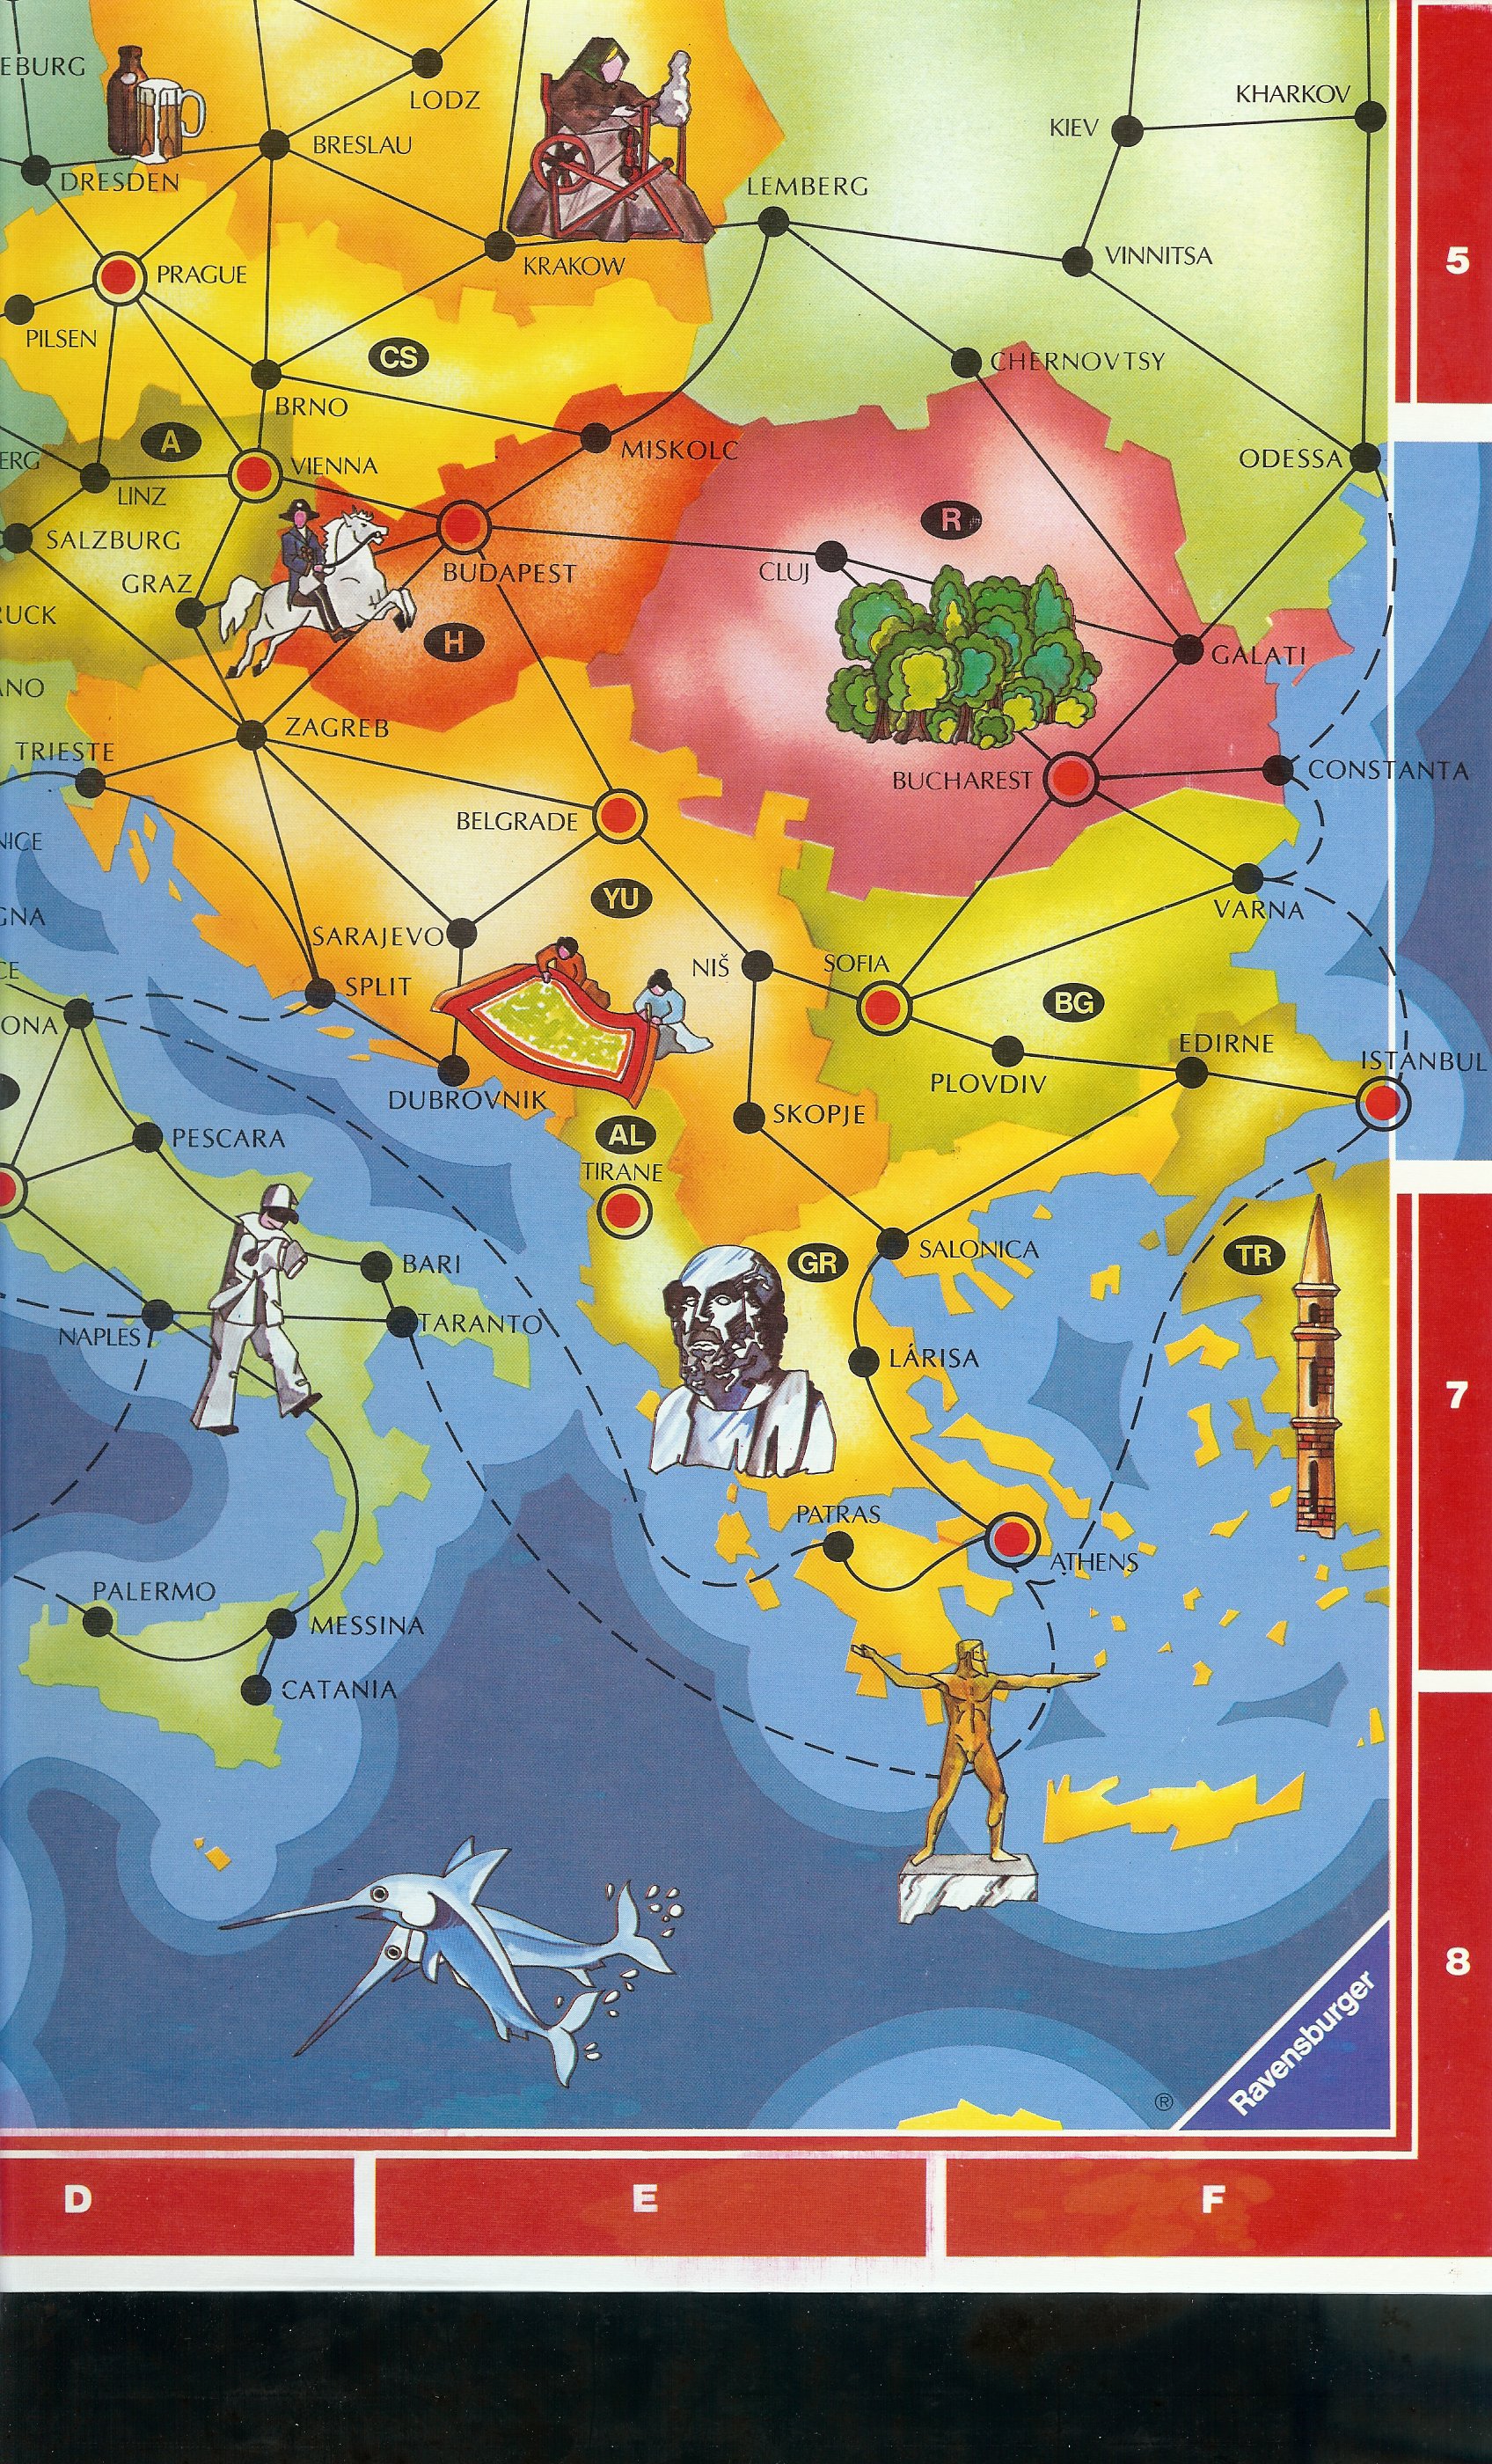 EBURG
LODZ
KHARKOV
KIEV
BRESLAU
DRESDEN
LEMBERG
KRAKOW
VINNITSA
5
PRAGUE
PILSEN
CS
CHERNOVTSY
BRNO
A
MISKOLC
ERG
VIENNA
ODESSA
LINZ
R
SALZBURG
BUDAPEST
CLUJ
GRAZ
RUCK
H
GALATI
ANO
ZAGREB
TRIESTE
BUCHAREST
CONSTANTA
BELGRADE
NICE
YU
VARNA
GNA
SARAJEVO
NIŠ
SOFIA
CE
SPLIT
BG
ONA
EDIRNE
ISTANBUL
PLOVDIV
DUBROVNIK
SKOPJE
PESCARA
AL
TIRANE
SALONICA
TR
BARI
GR
TARANTO
NAPLES
LÁRISA
7
PATRAS
ATHENS
PALERMO
MESSINA
CATANIA
8
Ravensburger
®
D
E
F